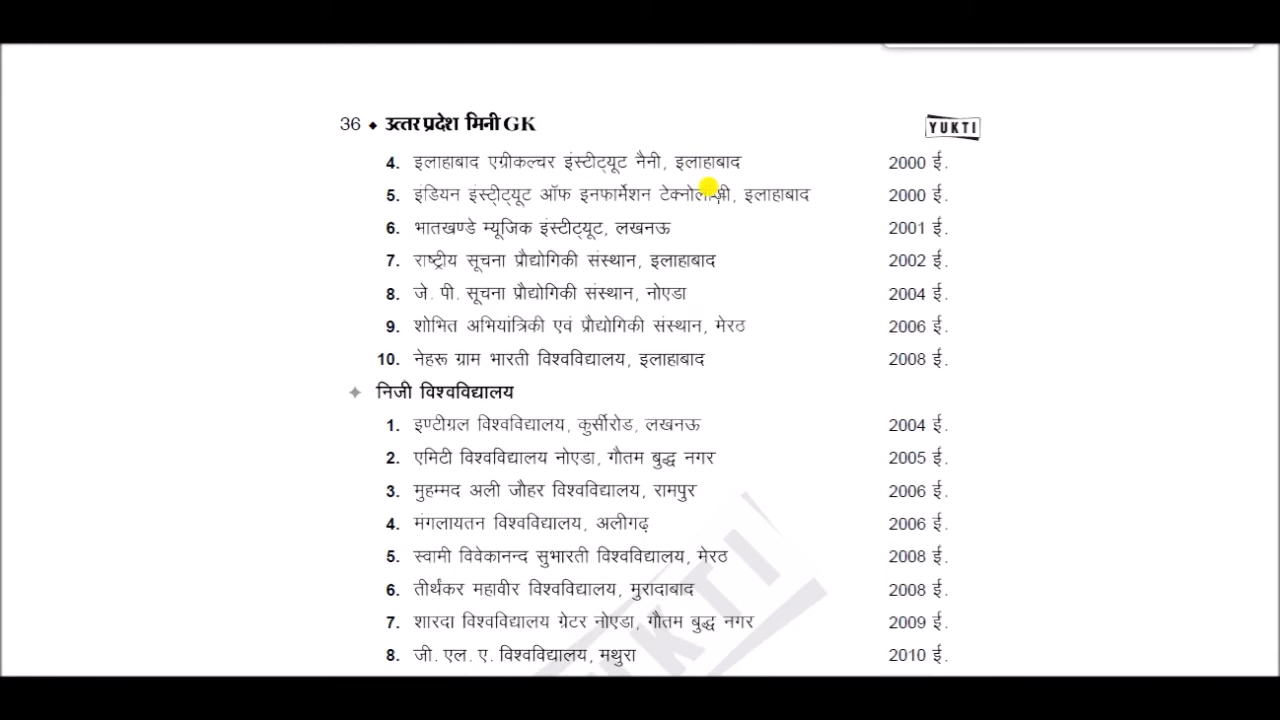 36 ◆ उत्तर प्रदेश मिनी GK YUKTI
4. इलाहाबाद एग्रीकल्चर इंस्टीट्यूट नैनी, इलाहाबाद 2000 ई.
5. इंडियन इंस्टीट्यूट ऑफ इनफार्मेशन टेक्नोलॉजी, इलाहाबाद 2000 ई.
6. भातखण्डे म्यूजिक इंस्टीट्यूट, लखनऊ 2001 ई.
7. राष्ट्रीय सूचना प्रौद्योगिकी संस्थान, इलाहाबाद 2002 ई.
8. जे. पी. सूचना प्रौद्योगिकी संस्थान, नोएडा 2004 ई.
9. शोभित अभियांत्रिकी एवं प्रौद्योगिकी संस्थान, मेरठ 2006 ई.
10. नेहरू ग्राम भारती विश्वविद्यालय, इलाहाबाद 2008 ई.
✦ निजी विश्वविद्यालय
1. इण्टीग्रल विश्वविद्यालय, कुर्सीरोड, लखनऊ 2004 ई.
2. एमिटी विश्वविद्यालय नोएडा, गौतम बुद्ध नगर 2005 ई.
3. मुहम्मद अली जौहर विश्वविद्यालय, रामपुर 2006 ई.
4. मंगलायतन विश्वविद्यालय, अलीगढ़ 2006 ई.
5. स्वामी विवेकानन्द सुभारती विश्वविद्यालय, मेरठ 2008 ई.
6. तीर्थंकर महावीर विश्वविद्यालय, मुरादाबाद 2008 ई.
7. शारदा विश्वविद्यालय ग्रेटर नोएडा, गौतम बुद्ध नगर 2009 ई.
8. जी. एल. ए. विश्वविद्यालय, मथुरा 2010 ई.
YUKTI